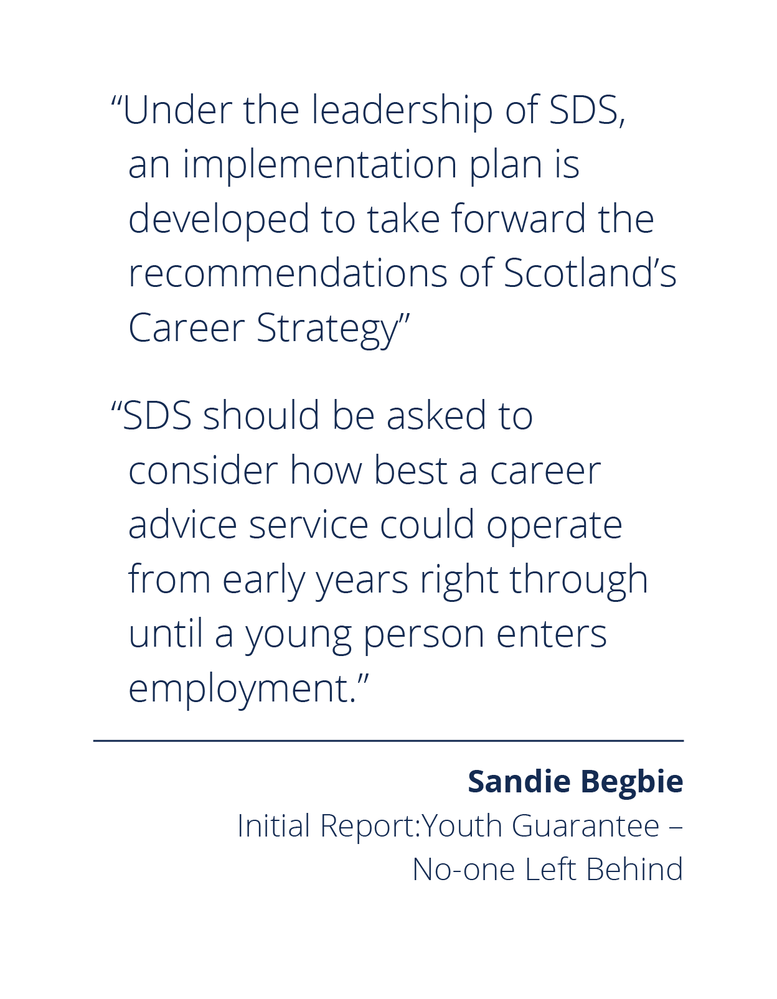 “Under the leadership of SDS,
an implementation plan is
developed to take forward the
recommendations of Scotland’s
Career Strategy”
“SDS should be asked to
consider how best a career
advice service could operate
from early years right through
until a young person enters
employment.”
Sandie Begbie
Initial Report:Youth Guarantee –
No-one Left Behind